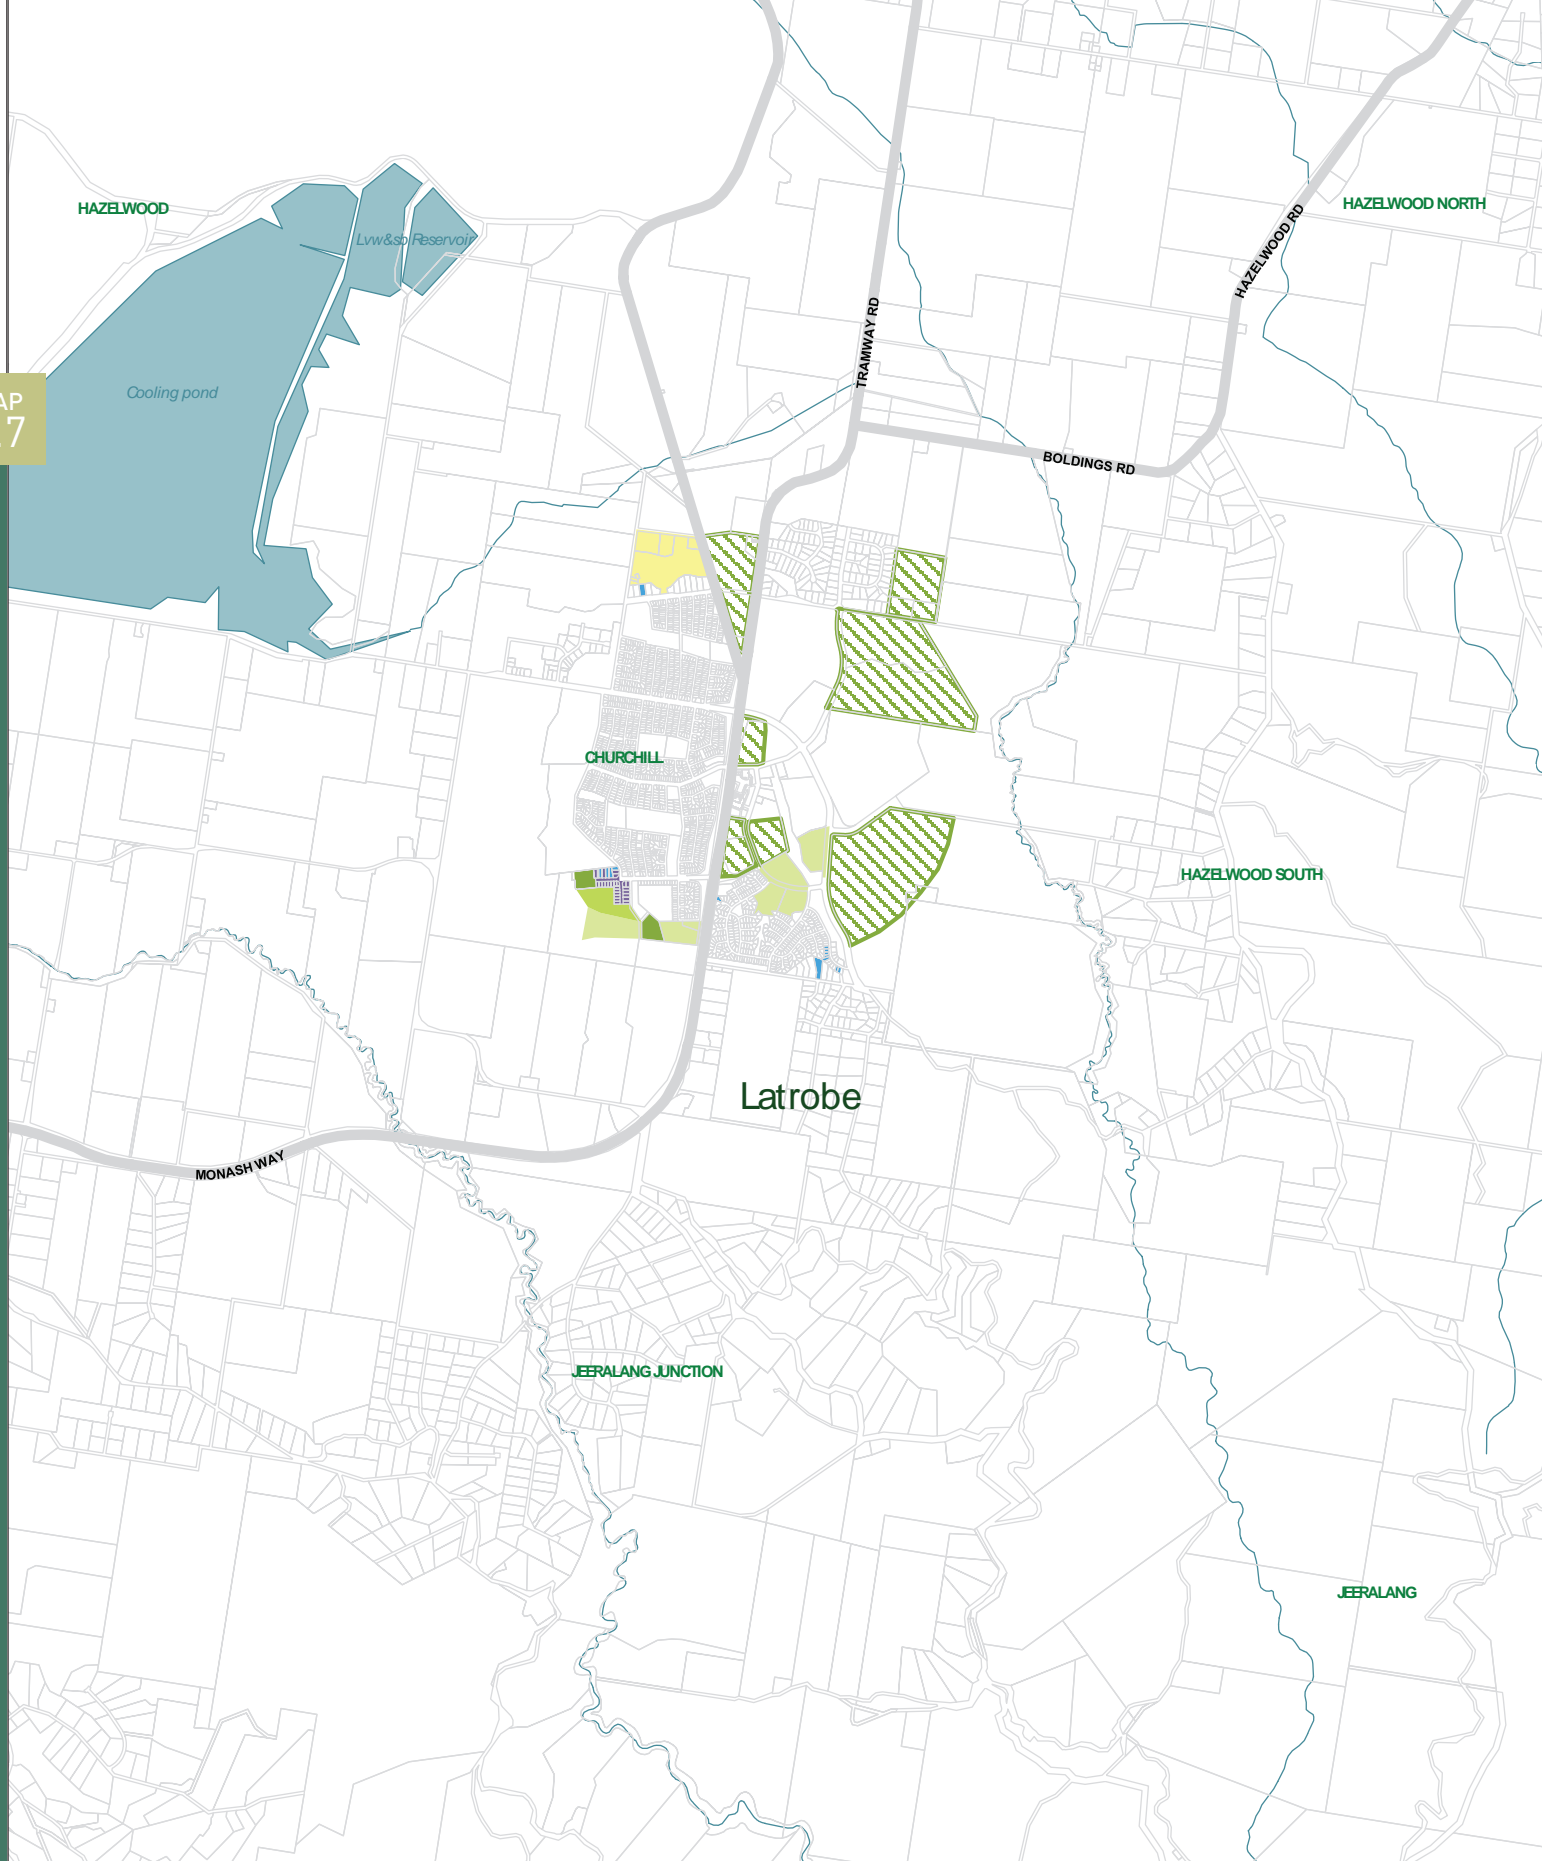 HAZELWOOD
HAZELWOOD NORTH
Lvw&sb Reservoir
HAZELWOOD RD
TRAMWAY RD
Cooling pond
AP
.7
BOLDINGS RD
CHURCHILL
HAZELWOOD SOUTH
Latrobe
MONASH WAY
JEERALANG JUNCTION
JEERALANG